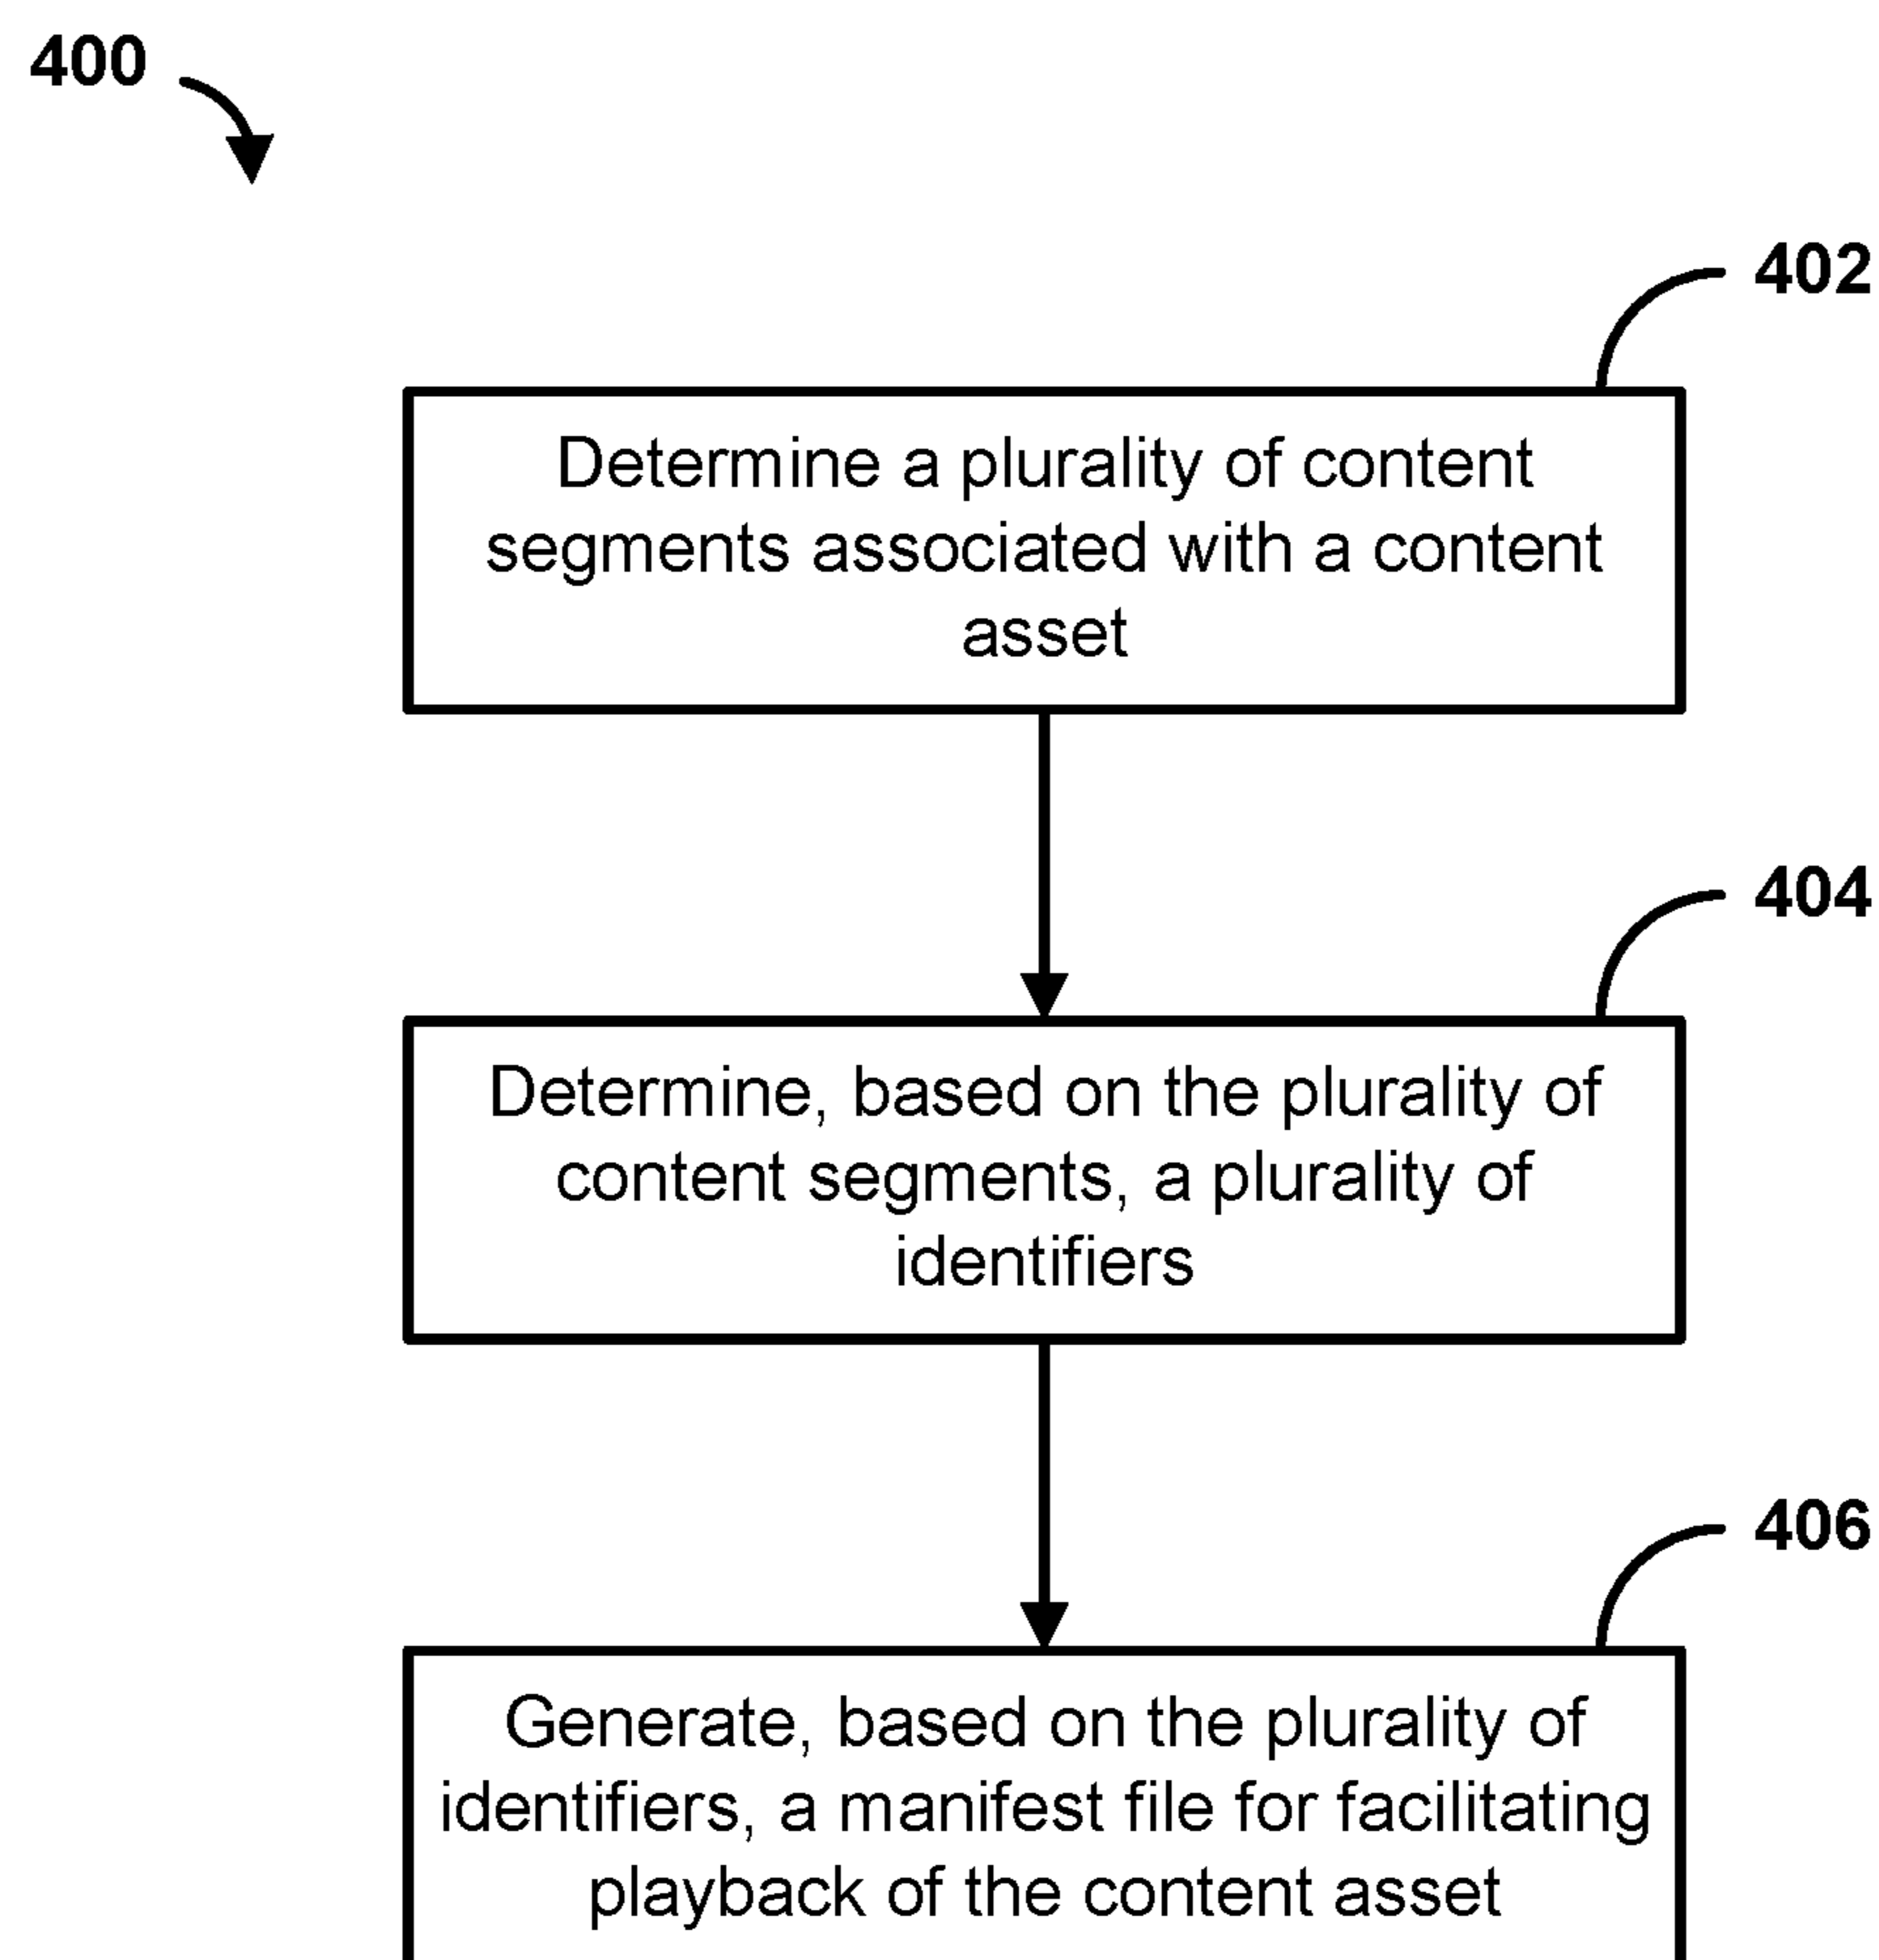 400
402
Determine a plurality of content
segments associated with a content
asset
404
Determine, based on the plurality of
content segments, a plurality of
identifiers
406
Generate, based on the plurality of
identifiers, a manifest file for facilitating
playback of the content asset